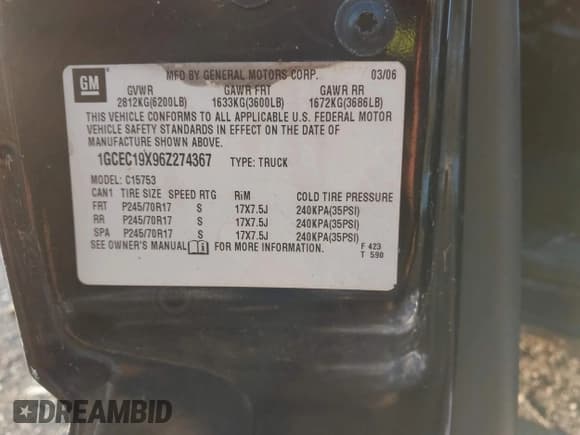 GM
MFD BY GENERAL MOTORS CORP. 03/06
GVWR GAWR FRT GAWR RR
2812KG(6200LB) 1633KG(3600LB) 1672KG(3686LB)
THIS VEHICLE CONFORMS TO ALL APPLICABLE U.S. FEDERAL MOTOR
VEHICLE SAFETY STANDARDS IN EFFECT ON THE DATE OF
MANUFACTURE SHOWN ABOVE.
1GCEC19X96Z274367 TYPE: TRUCK
MODEL: C15753
CAN1 TIRE SIZE SPEED RTG RIM COLD TIRE PRESSURE
FRT P245/70R17 S 17X7.5J 240KPA(35PSI)
RR P245/70R17 S 17X7.5J 240KPA(35PSI)
SPA P245/70R17 S 17X7.5J 240KPA(35PSI)
SEE OWNER'S MANUAL FOR MORE INFORMATION.
F 423
T 590
DREAMBID